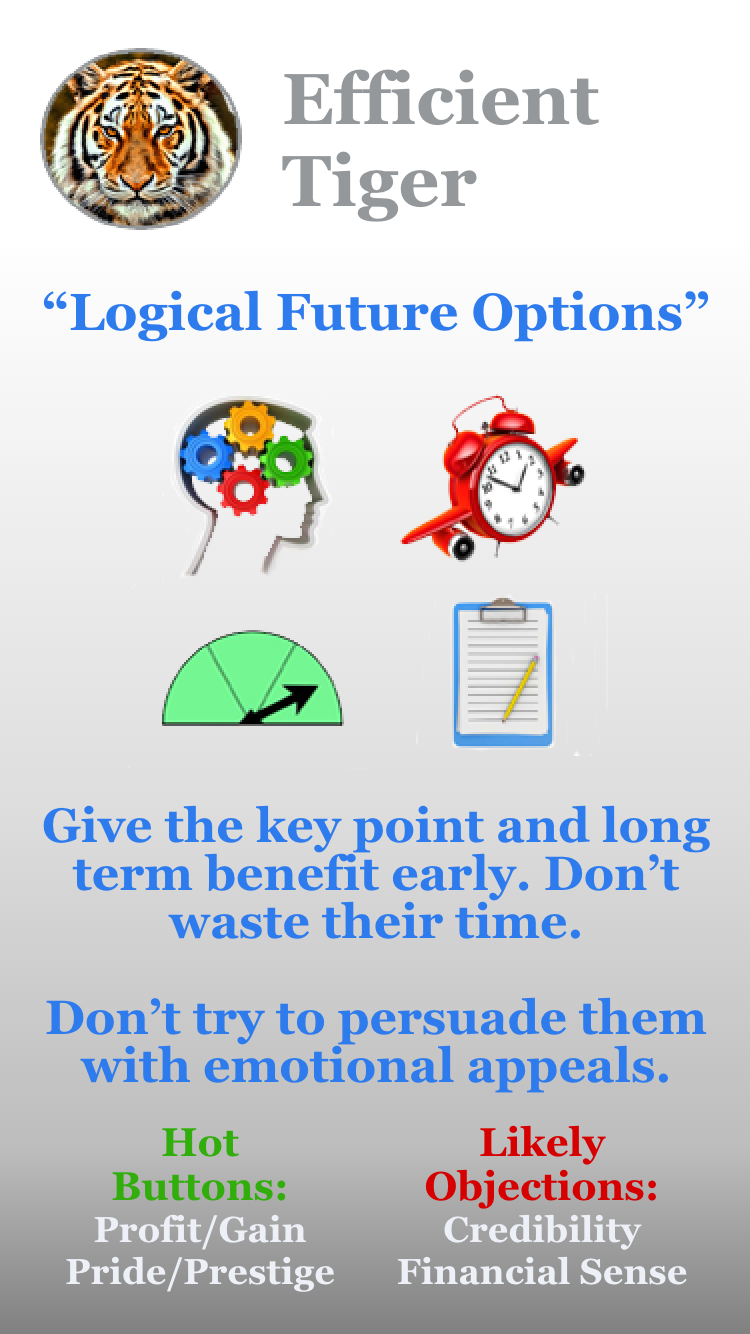 Efficient
Tiger
“Logical Future Options”
Give the key point and long
term benefit early. Don’t
waste their time.
Don’t try to persuade them
with emotional appeals.
Hot
Buttons:
Profit/Gain
Pride/Prestige
Likely
Objections:
Credibility
Financial Sense